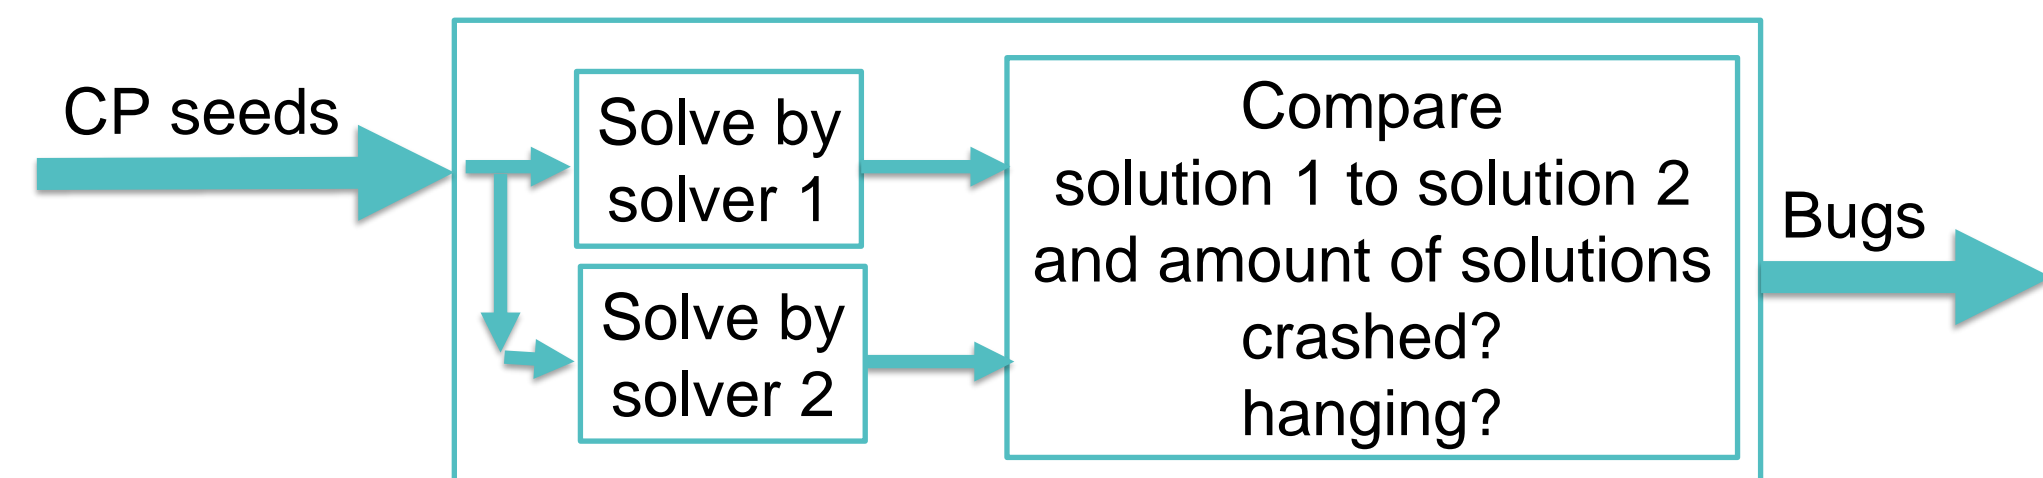 CP seeds
Solve by
solver 1
Solve by
solver 2
Compare
solution 1 to solution 2
and amount of solutions
crashed?
hanging?
Bugs